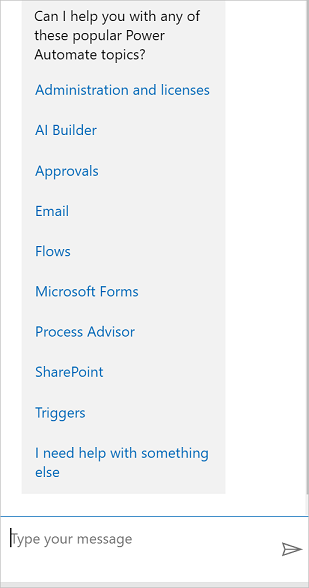 Can I help you with any of
these popular Power
Automate topics?
Administration and licenses
AI Builder
Approvals
Email
Flows
Microsoft Forms
Process Advisor
SharePoint
Triggers
I need help with something
else
Type your message